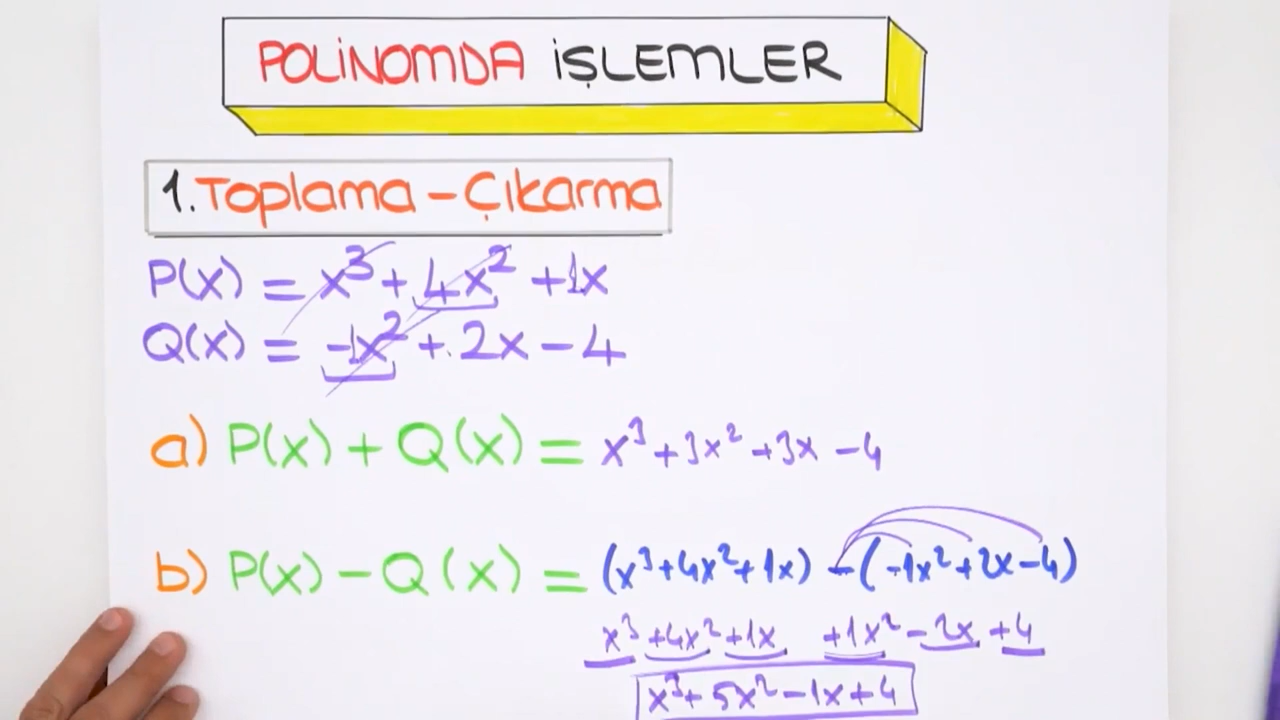 POLİNOMDA İŞLEMLER
1. Toplama - Çıkarma
P(x) = x³ + 4x² + 1x
Q(x) = -1x² + 2x - 4
a) P(x) + Q(x) = x³ + 3x² + 3x - 4
b) P(x) - Q(x) = (x³ + 4x² + 1x) - (-1x² + 2x - 4)
x³ + 4x² + 1x + 1x² - 2x + 4
x³ + 5x² - 1x + 4